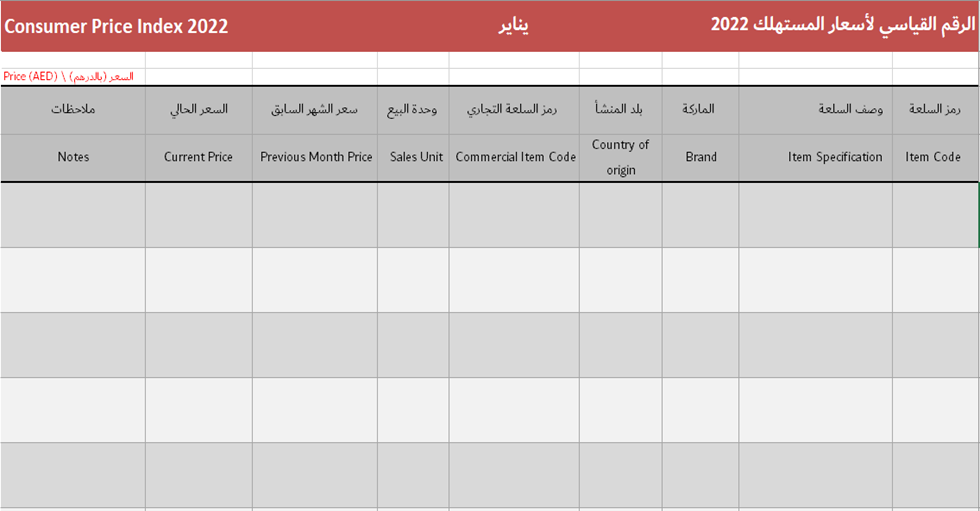 الرقم القياسي لأسعار المستهلك 2022
يناير
Consumer Price Index 2022
السعر (بالدرهم) \ Price (AED)
رمز السلعة
وصف السلعة
الماركة
بلد المنشأ
رمز السلعة التجاري
وحدة البيع
سعر الشهر السابق
السعر الحالي
ملاحظات
Item Code
Item Specification
Brand
Country of
origin
Commercial Item Code
Sales Unit
Previous Month Price
Current Price
Notes